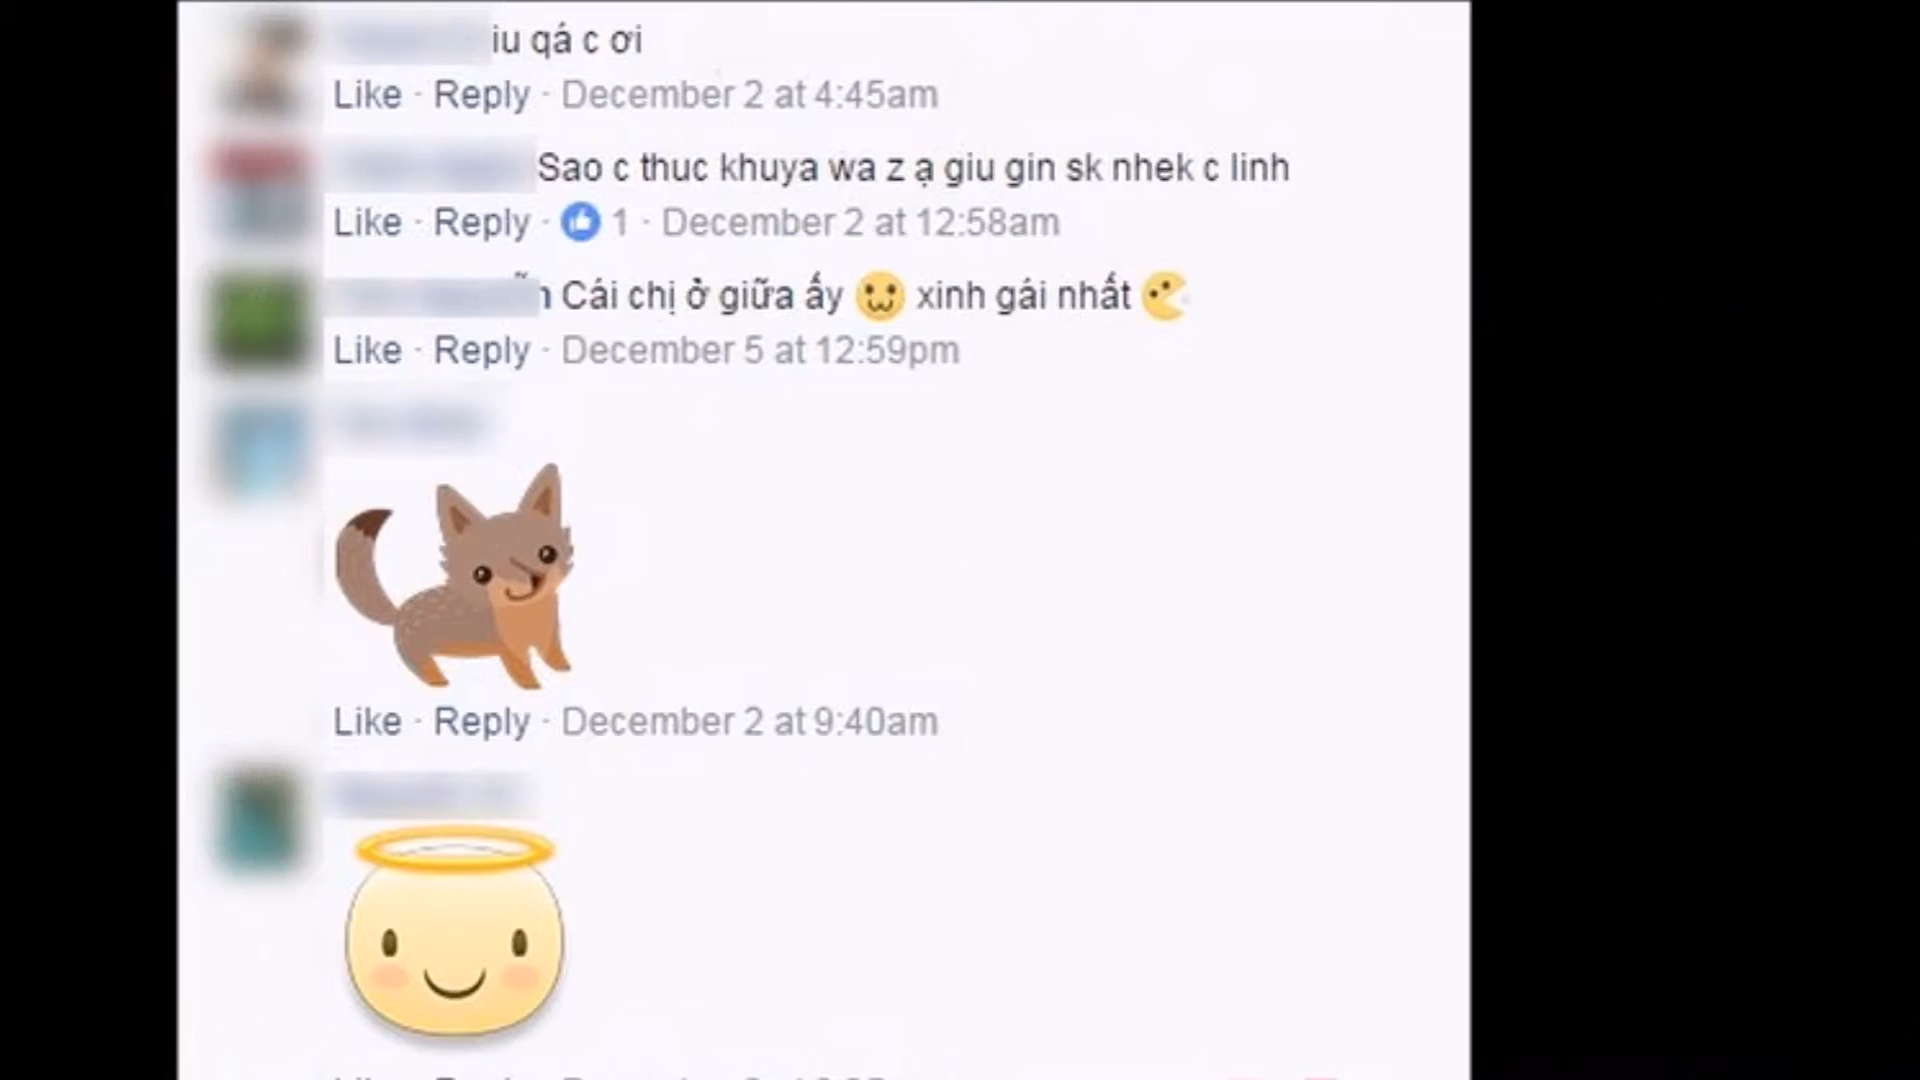 iu qá c ơi
Like · Reply · December 2 at 4:45am
Sao c thuc khuya wa z ạ giu gin sk nhek c linh
Like · Reply · 1 · December 2 at 12:58am
Cái chị ở giữa ấy xinh gái nhất
Like · Reply · December 5 at 12:59pm
Like · Reply · December 2 at 9:40am